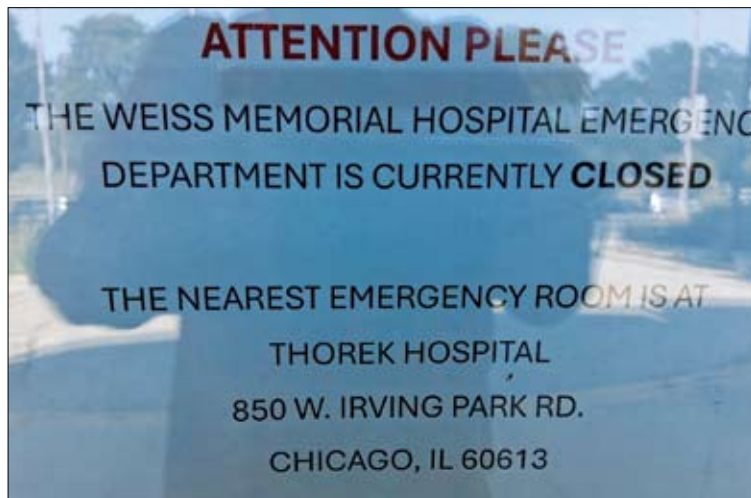 ATTENTION PLEASE
THE WEISS MEMORIAL HOSPITAL EMERGENC
DEPARTMENT IS CURRENTLY CLOSED
THE NEAREST EMERGENCY ROOM IS AT
THOREK HOSPITAL
850 W. IRVING PARK RD.
CHICAGO, IL 60613